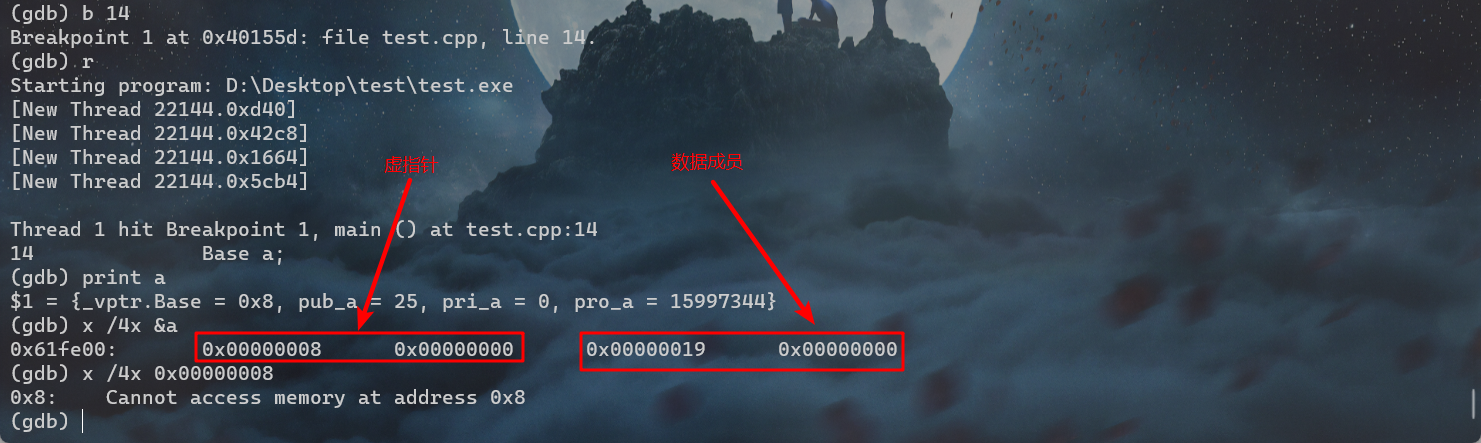 (gdb) b 14
Breakpoint 1 at 0x40155d: file test.cpp, line 14.
(gdb) r
Starting program: D:\Desktop\test\test.exe
[New Thread 22144.0xd40]
[New Thread 22144.0x42c8]
[New Thread 22144.0x1664]
[New Thread 22144.0x5cb4]
虚指针 数据成员
Thread 1 hit Breakpoint 1, main () at test.cpp:14
14 Base a;
(gdb) print a
$1 = {_vptr.Base = 0x8, pub_a = 25, pri_a = 0, pro_a = 15997344}
(gdb) x /4x &a
0x61fe00: 0x00000008 0x00000000 0x00000019 0x00000000
(gdb) x /4x 0x00000008
0x8: Cannot access memory at address 0x8
(gdb)